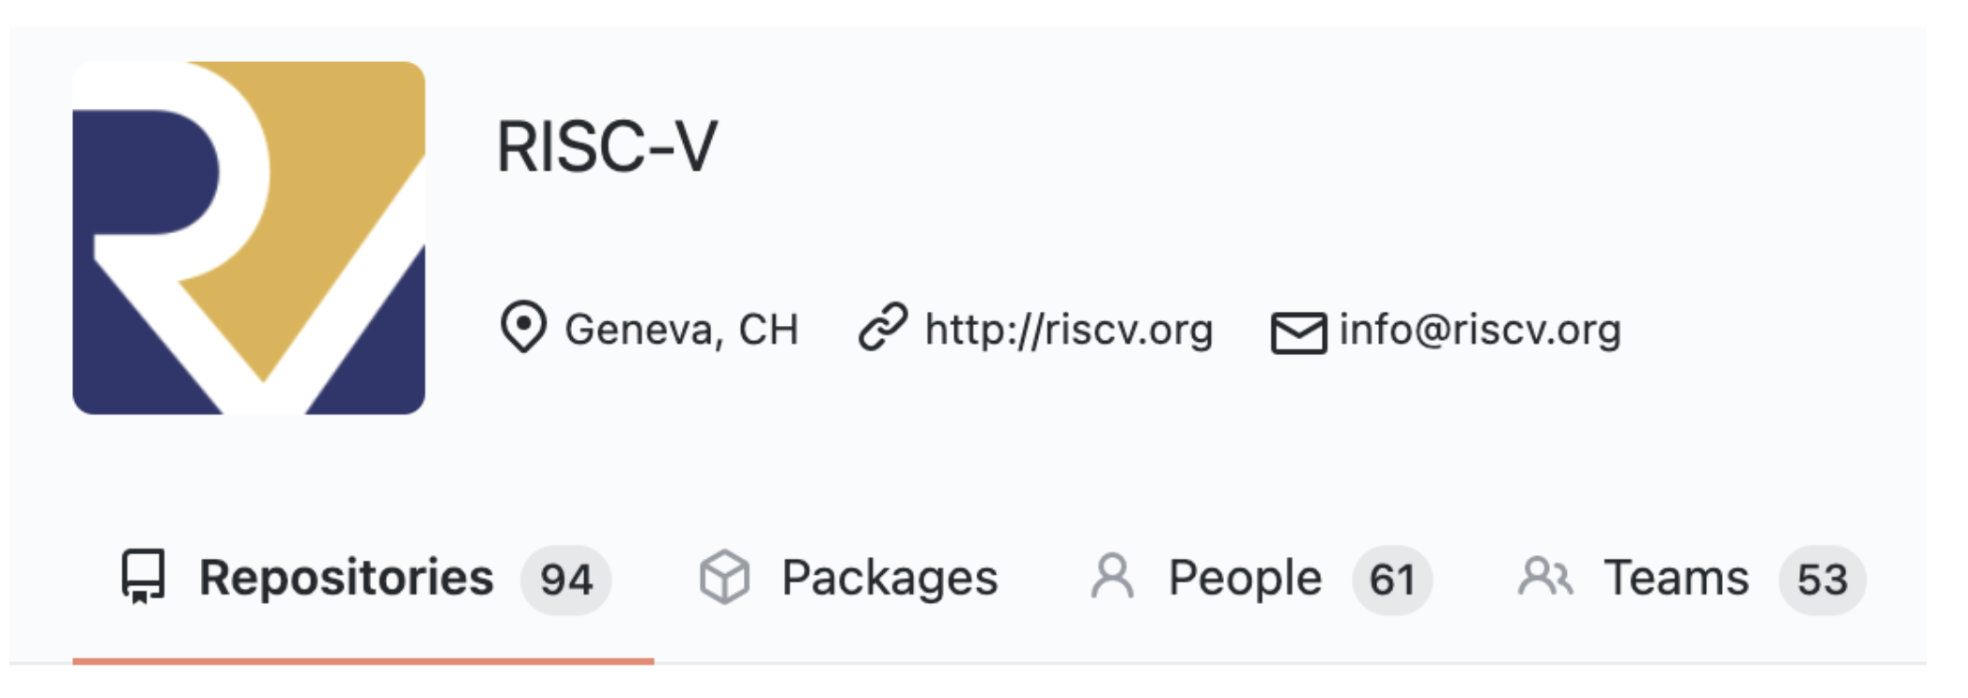 RISC-V
Geneva, CH http://riscv.org info@riscv.org
Repositories 94 Packages People 61 Teams 53